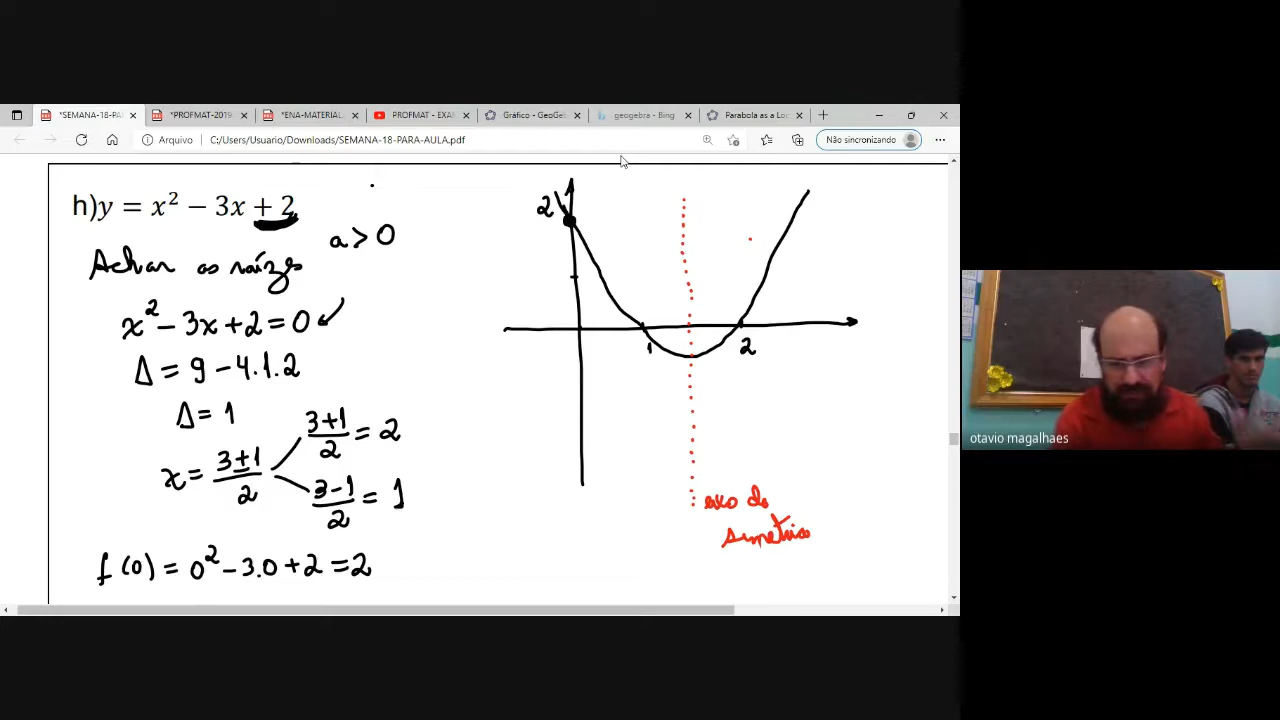 *SEMANA-18-PA
*PROFMAT-2019
*ENA-MATERIAL
PROFMAT - EXA
Gráfico - GeoGel
geogebra - Bing
Parabola as a Loc
Arquivo C:/Users/Usuario/Downloads/SEMANA-18-PARA-AULA.pdf
Não sincronizando
h)y = x² − 3x + 2
a > 0
Achar as raízes
x² - 3x + 2 = 0
Δ = 9 - 4.1.2
Δ = 1
x = 3±1/2
3+1/2 = 2
3-1/2 = 1
f(0) = 0² - 3.0 + 2 = 2
2
1
2
eixo de
simetria
otavio magalhaes